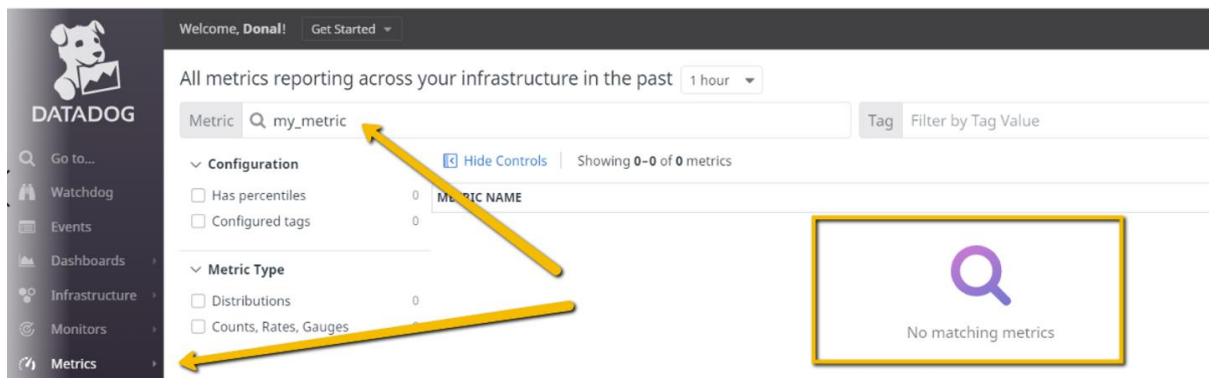 DATADOG
Go to...
Watchdog
Events
Dashboards
Infrastructure
Monitors
Metrics
Welcome, Donal! Get Started
All metrics reporting across your infrastructure in the past 1 hour
Metric my_metric Tag Filter by Tag Value
Configuration
Has percentiles 0
Configured tags 0
Metric Type
Distributions 0
Counts, Rates, Gauges
Hide Controls Showing 0–0 of 0 metrics
NAME
No matching metrics